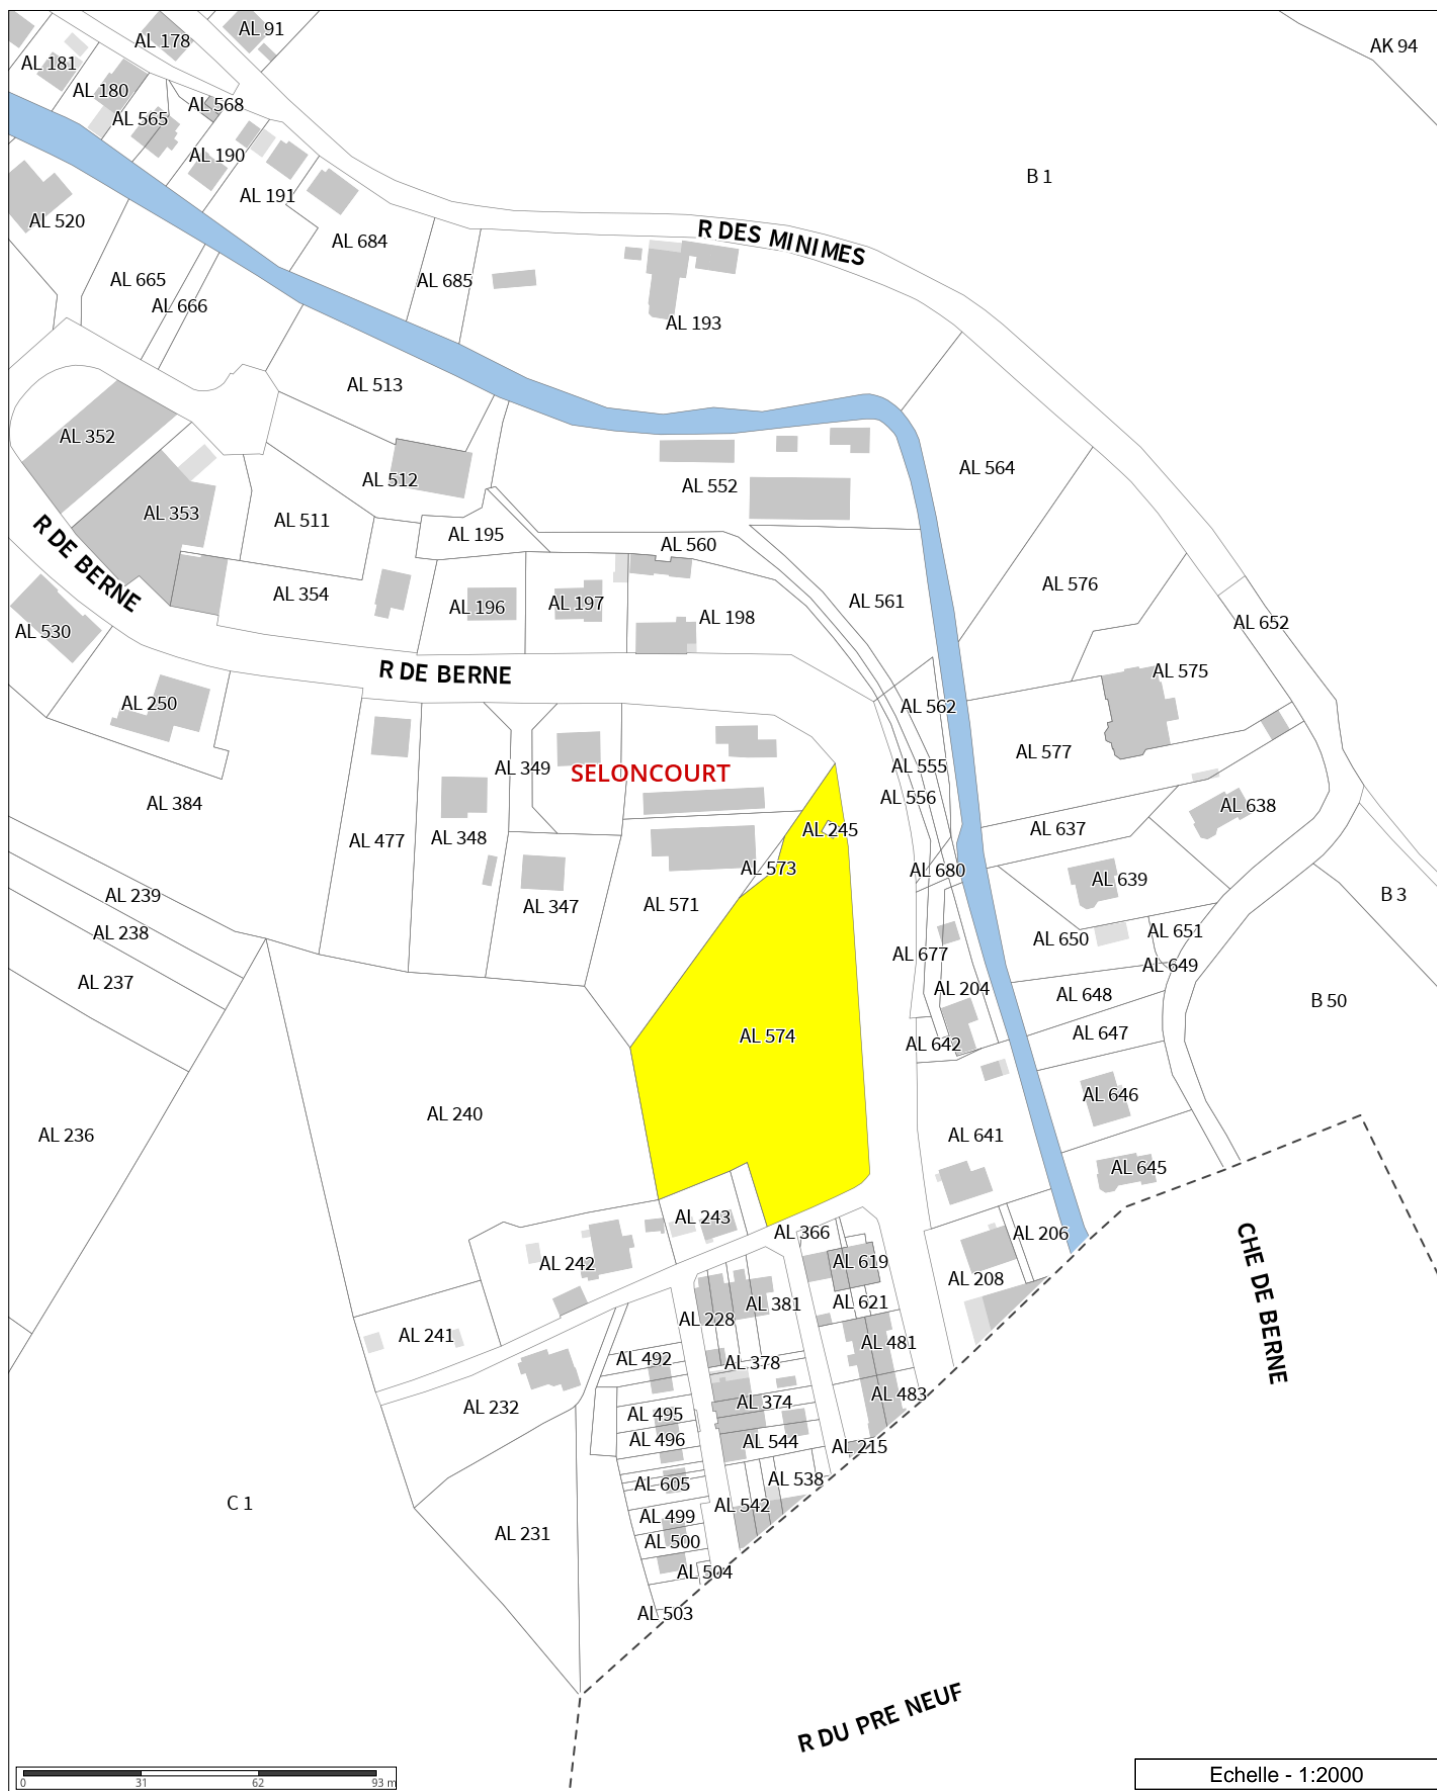 AL 91
AL 178
AK 94
AL 181
AL 180
AL 568
AL 565
AL 190
B 1
AL 191
AL 520
R DES MINIMES
AL 684
AL 665
AL 685
AL 666
AL 193
AL 513
AL 352
AL 564
AL 512
AL 552
AL 353
AL 511
AL 195
AL 560
R DE BERNE
AL 576
AL 354
AL 196
AL 197
AL 561
AL 198
AL 652
AL 530
R DE BERNE
AL 575
AL 250
AL 562
AL 577
AL 349
SELONCOURT
AL 555
AL 384
AL 556
AL 638
AL 245
AL 637
AL 477
AL 348
AL 573
AL 680
AL 639
AL 239
AL 347
AL 571
B 3
AL 238
AL 650
AL 651
AL 677
AL 649
AL 237
AL 204
AL 648
B 50
AL 574
AL 642
AL 647
AL 646
AL 240
AL 236
AL 641
AL 645
AL 243
AL 366
AL 206
AL 242
AL 619
AL 208
CHE DE BERNE
AL 381
AL 621
AL 228
AL 241
AL 481
AL 492
AL 378
AL 483
AL 374
AL 232
AL 495
AL 496
AL 544
AL 215
AL 538
AL 605
C 1
AL 542
AL 499
AL 231
AL 500
AL 504
AL 503
R DU PRE NEUF
0 31 62 93 m
Echelle - 1:2000